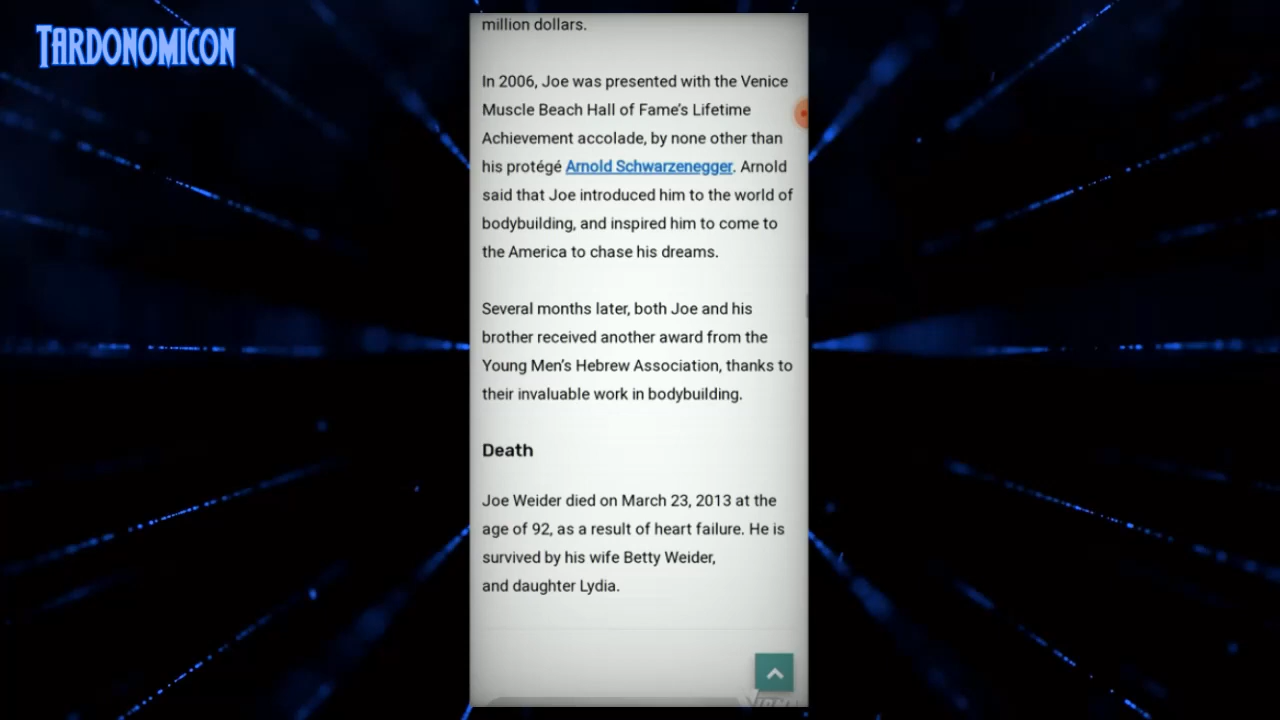 TARDONOMICON
million dollars.
In 2006, Joe was presented with the Venice
Muscle Beach Hall of Fame's Lifetime
Achievement accolade, by none other than
his protégé Arnold Schwarzenegger. Arnold
said that Joe introduced him to the world of
bodybuilding, and inspired him to come to
the America to chase his dreams.
Several months later, both Joe and his
brother received another award from the
Young Men's Hebrew Association, thanks to
their invaluable work in bodybuilding.
Death
Joe Weider died on March 23, 2013 at the
age of 92, as a result of heart failure. He is
survived by his wife Betty Weider,
and daughter Lydia.